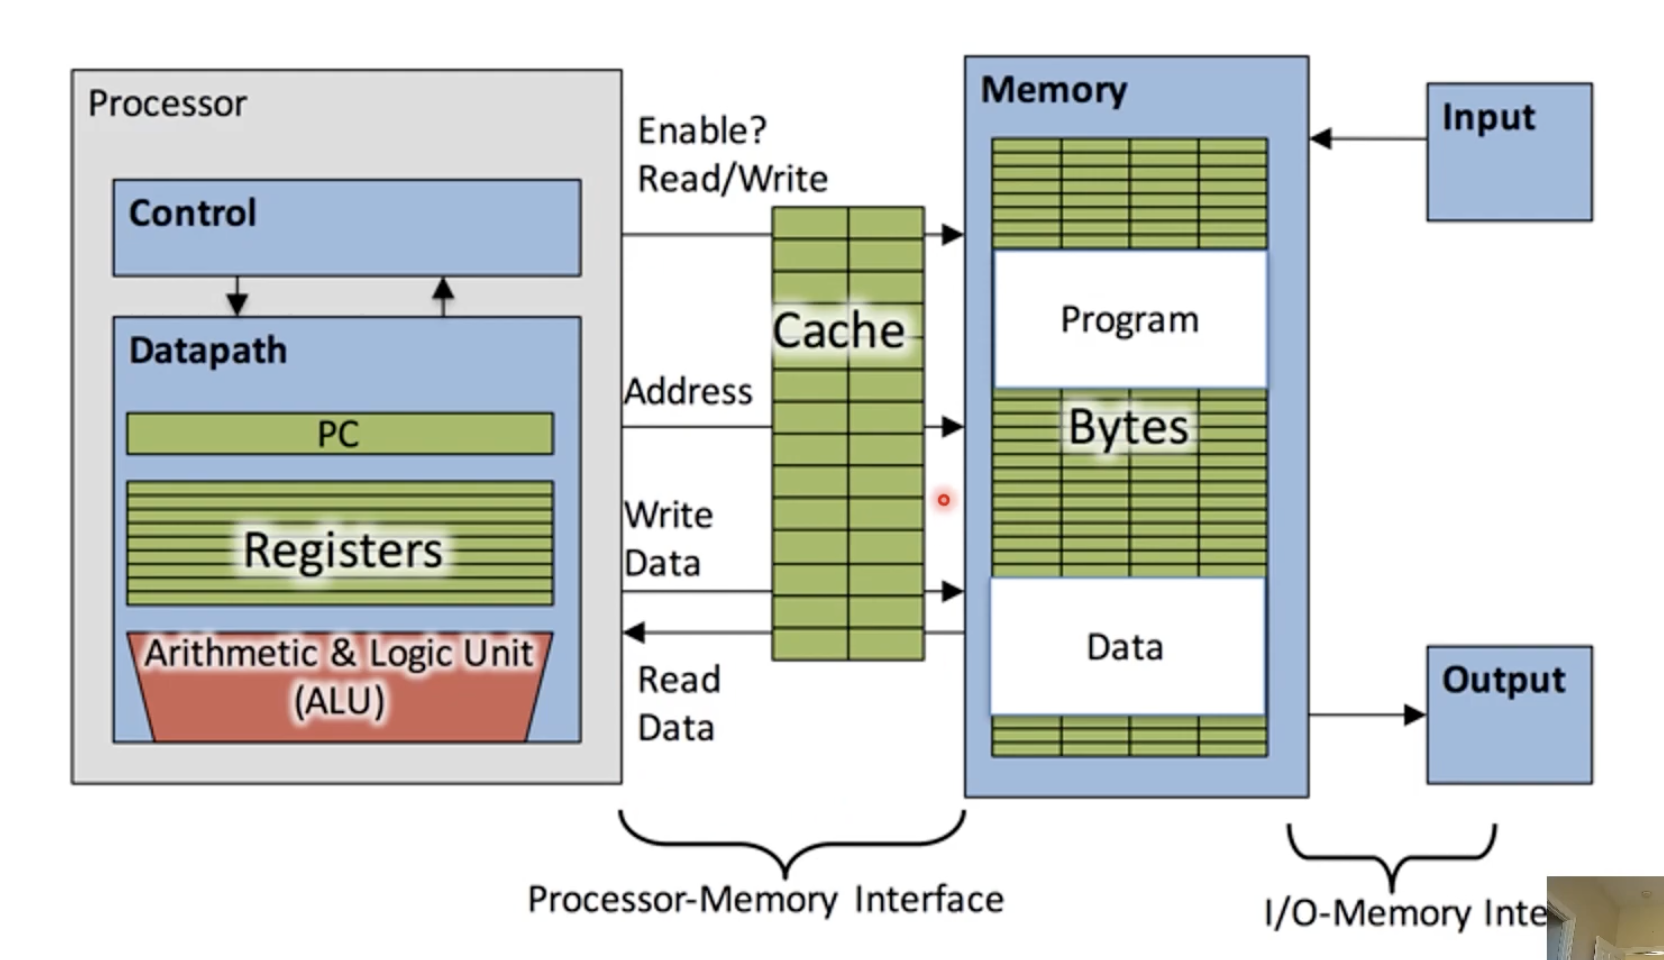 Processor
Control
Datapath
PC
Registers
Arithmetic & Logic Unit
(ALU)
Enable?
Read/Write
Cache
Address
Write
Data
Read
Data
Memory
Program
Bytes
Data
Input
Output
Processor-Memory Interface
I/O-Memory Inte